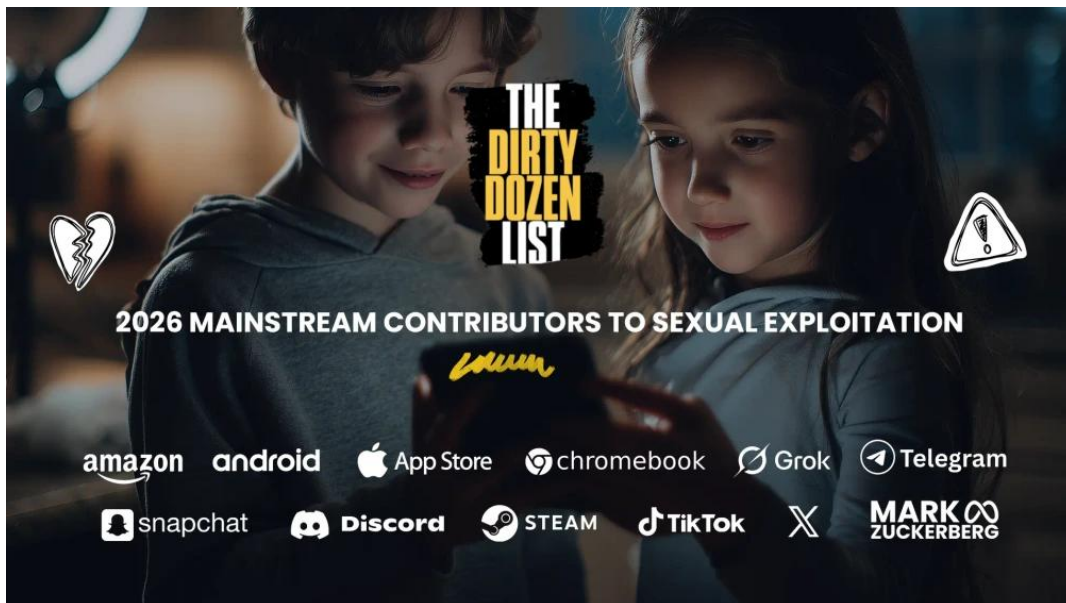 THE
DIRTY
DOZEN
LIST
2026 MAINSTREAM CONTRIBUTORS TO SEXUAL EXPLOITATION
amazon android App Store chromebook Grok Telegram
snapchat Discord STEAM TikTok X MARK ZUCKERBERG